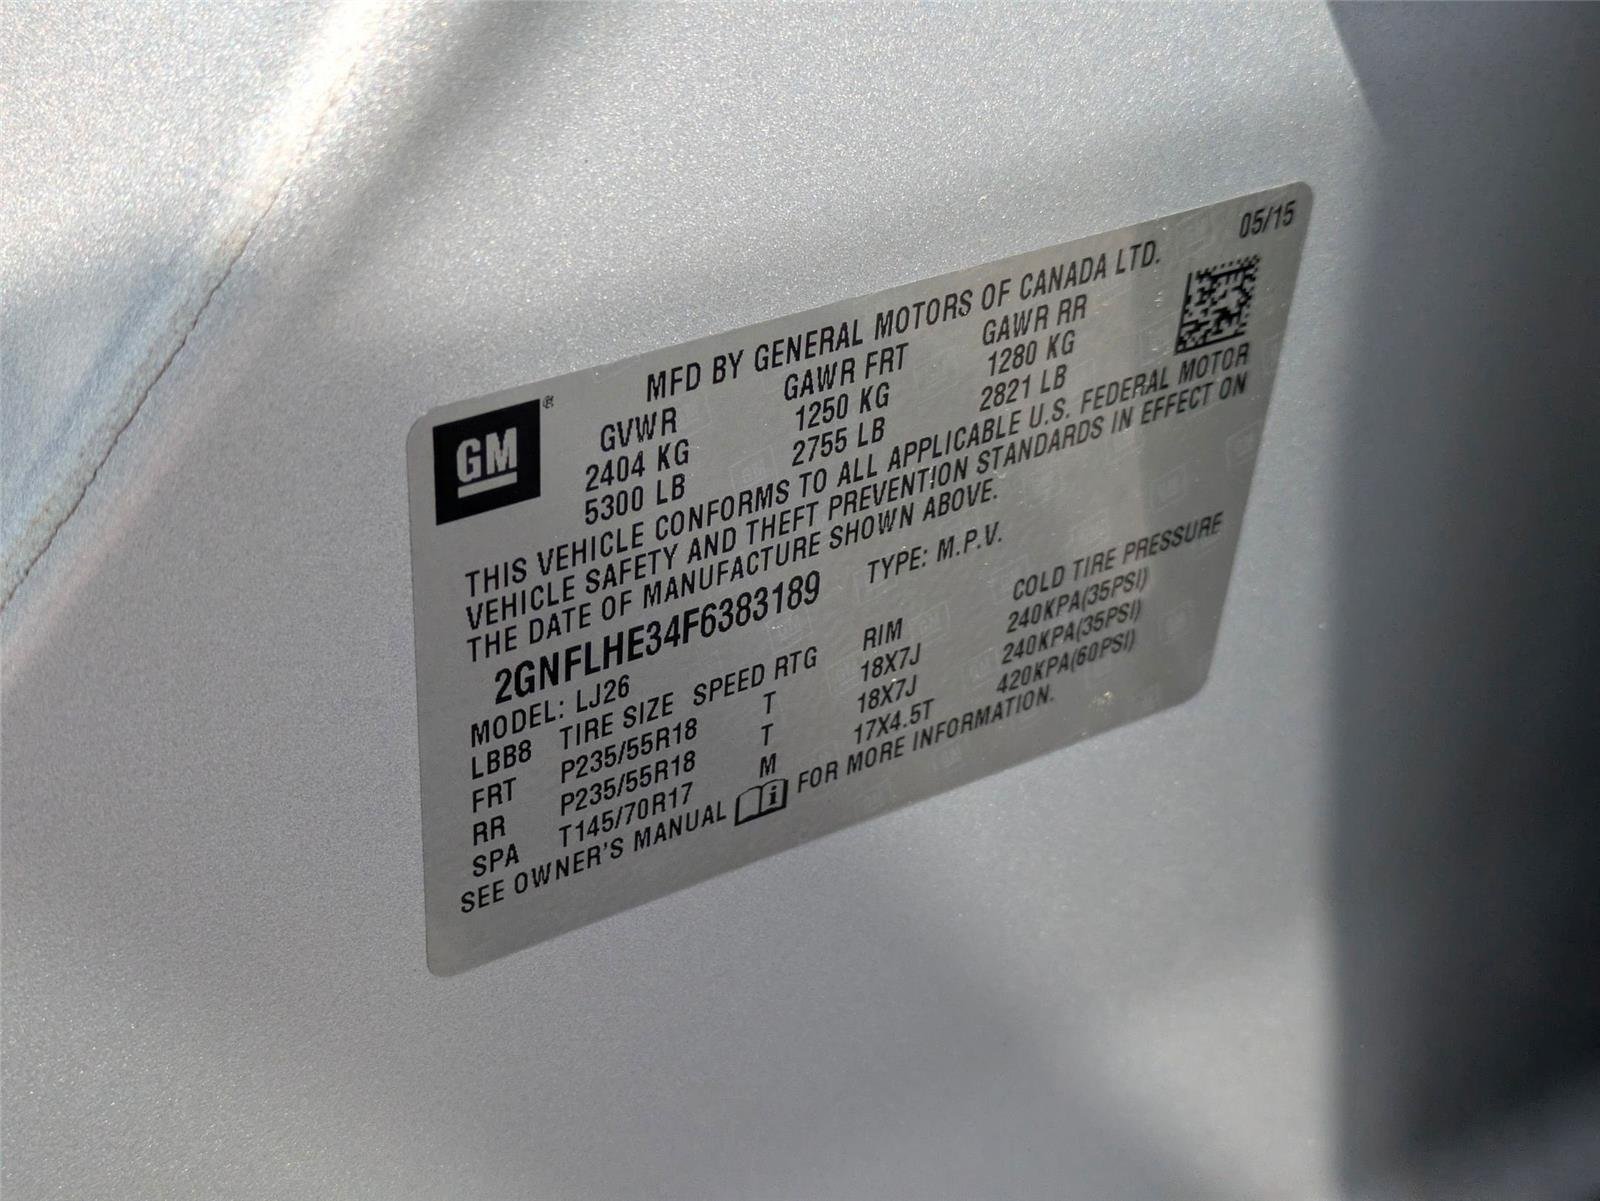 05/15
MFD BY GENERAL MOTORS OF CANADA LTD.
GM®
GVWR GAWR FRT GAWR RR
2404 KG 1250 KG 1280 KG
5300 LB 2755 LB 2821 LB
THIS VEHICLE CONFORMS TO ALL APPLICABLE U.S. FEDERAL MOTOR
VEHICLE SAFETY AND THEFT PREVENTION STANDARDS IN EFFECT ON
THE DATE OF MANUFACTURE SHOWN ABOVE.
2GNFLHE34F6383189 TYPE: M.P.V.
MODEL: LJ26
LBB8 TIRE SIZE SPEED RTG RIM COLD TIRE PRESSURE
FRT P235/55R18 T 18X7J 240KPA(35PSI)
RR P235/55R18 T 18X7J 240KPA(35PSI)
SPA T145/70R17 M 17X4.5T 420KPA(60PSI)
SEE OWNER'S MANUAL FOR MORE INFORMATION.